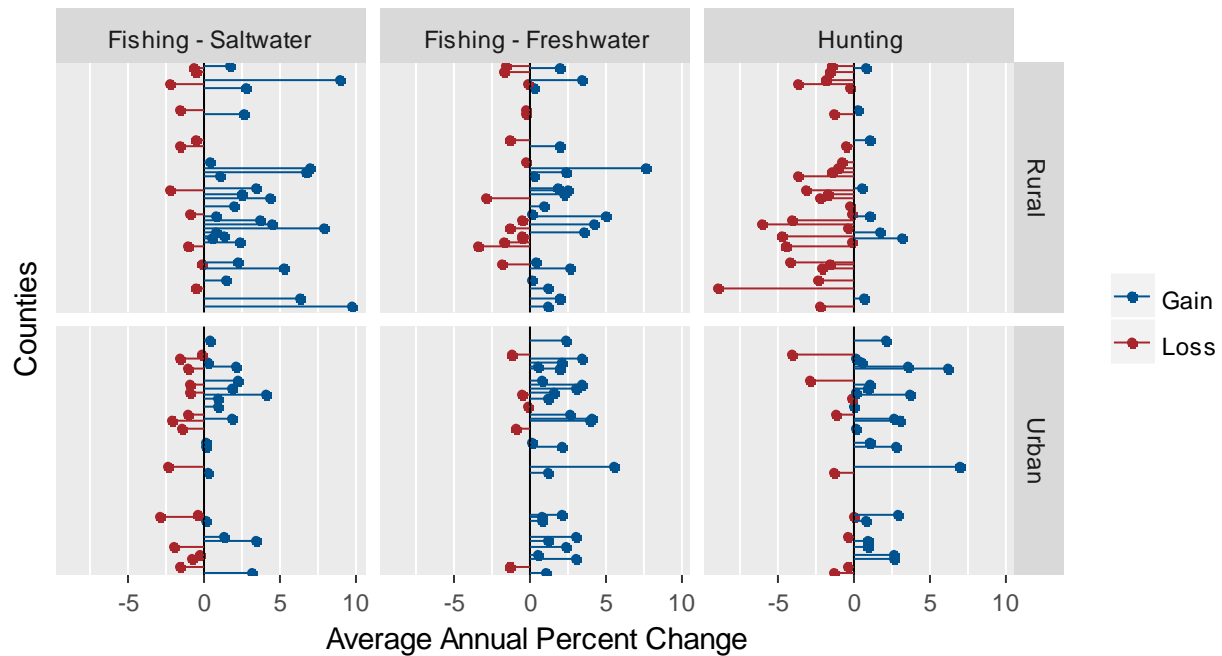 Fishing - Saltwater
Fishing - Freshwater
Hunting
Rural
Counties
Gain
Loss
Urban
-5 0 5 10 -5 0 5 10 -5 0 5 10
Average Annual Percent Change